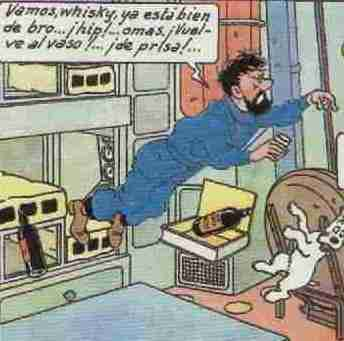 Vamos, whisky, ya está bien
de bro... ¡hip!... omas. ¡Vuel-
ve al vaso!... ¡de prisa!...